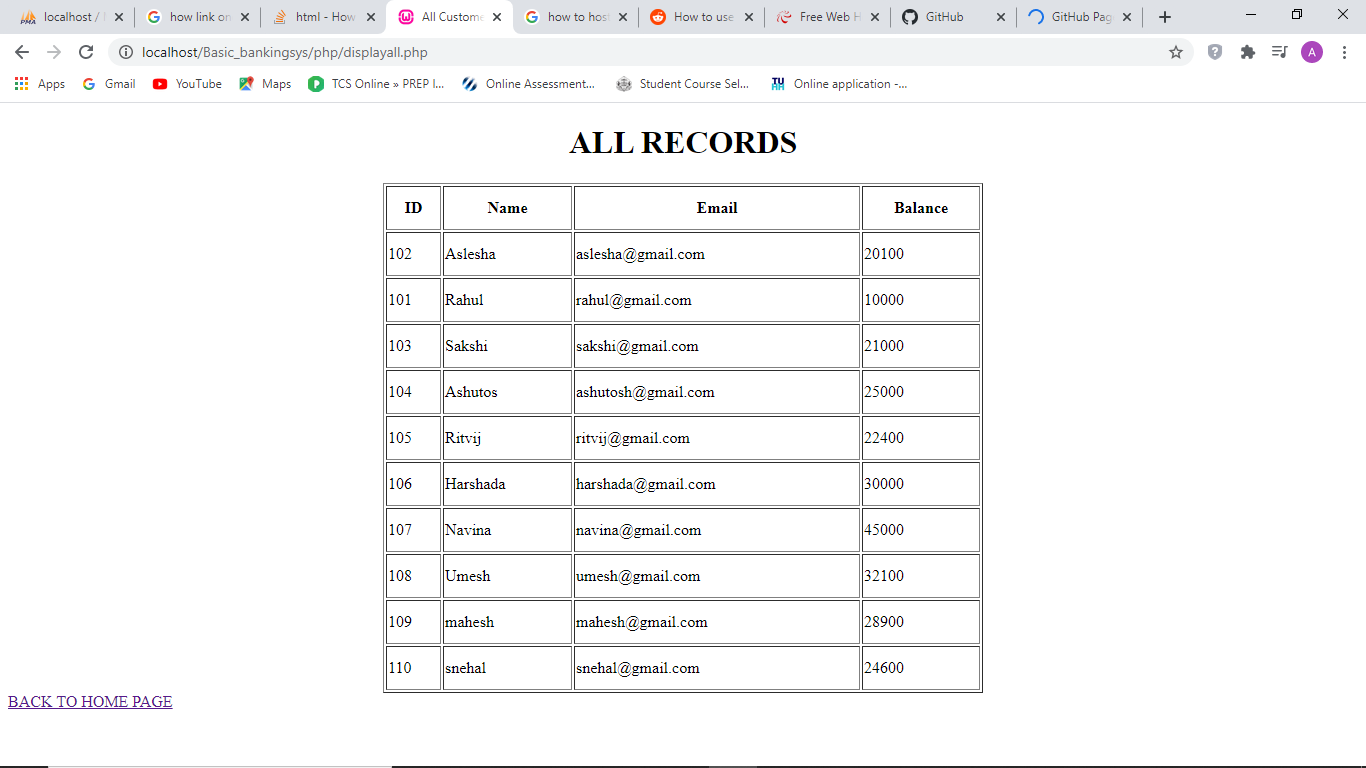 localhost / how link on html - How All Custome how to host How to use Free Web H GitHub GitHub Pag
localhost/Basic_bankingsys/php/displayall.php A
Apps Gmail YouTube Maps TCS Online » PREP I... Online Assessment... Student Course Sel... Online application -...
ALL RECORDS
ID Name Email Balance
102 Aslesha aslesha@gmail.com 20100
101 Rahul rahul@gmail.com 10000
103 Sakshi sakshi@gmail.com 21000
104 Ashutos ashutosh@gmail.com 25000
105 Ritvij ritvij@gmail.com 22400
106 Harshada harshada@gmail.com 30000
107 Navina navina@gmail.com 45000
108 Umesh umesh@gmail.com 32100
109 mahesh mahesh@gmail.com 28900
110 snehal snehal@gmail.com 24600
BACK TO HOME PAGE